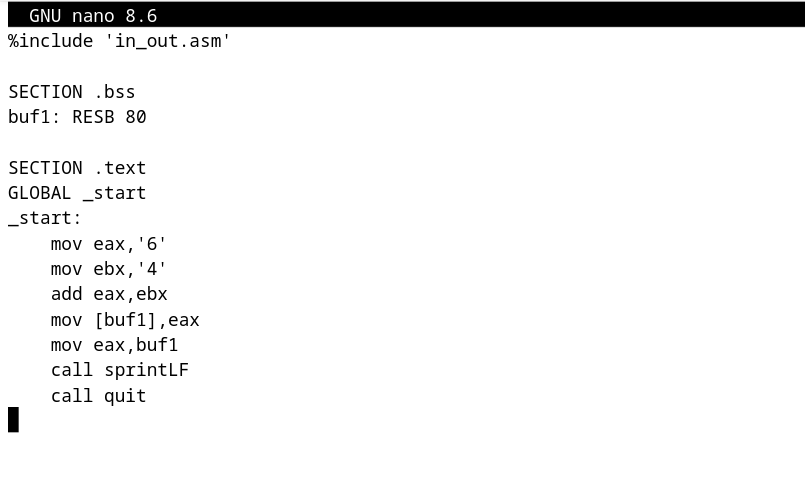 GNU nano 8.6
%include 'in_out.asm'
SECTION .bss
buf1: RESB 80
SECTION .text
GLOBAL _start
_start:
    mov eax,'6'
    mov ebx,'4'
    add eax,ebx
    mov [buf1],eax
    mov eax,buf1
    call sprintLF
    call quit